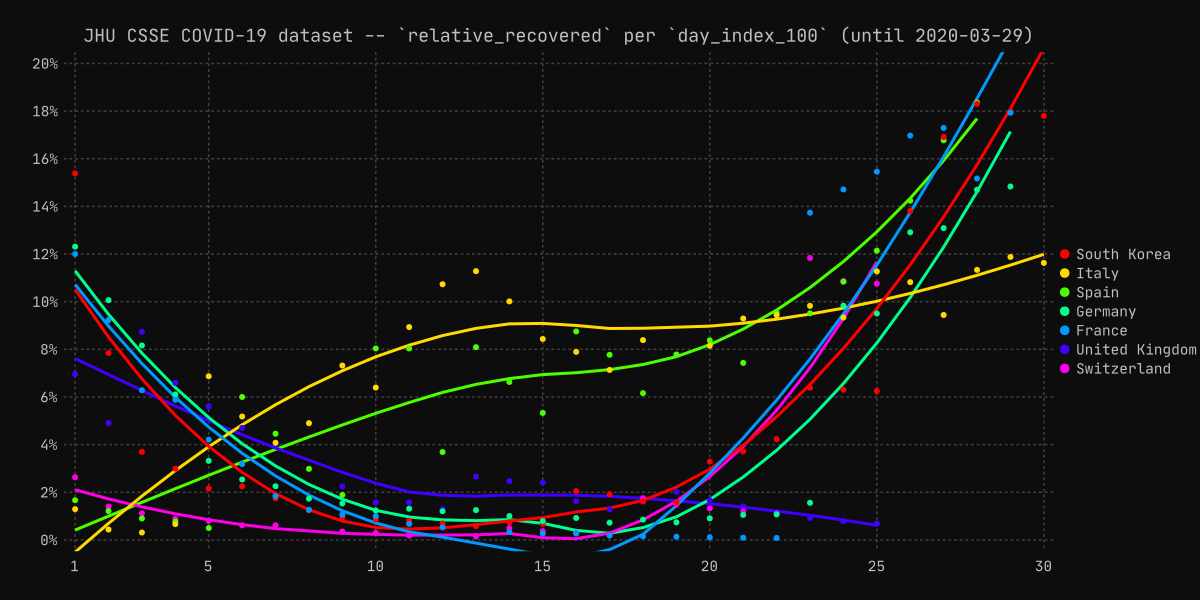 JHU CSSE COVID-19 dataset -- `relative_recovered` per `day_index_100` (until 2020-03-29)
20%
18%
16%
14%
12%
10%
8%
6%
4%
2%
0%
1 5 10 15 20 25 30
South Korea
Italy
Spain
Germany
France
United Kingdom
Switzerland